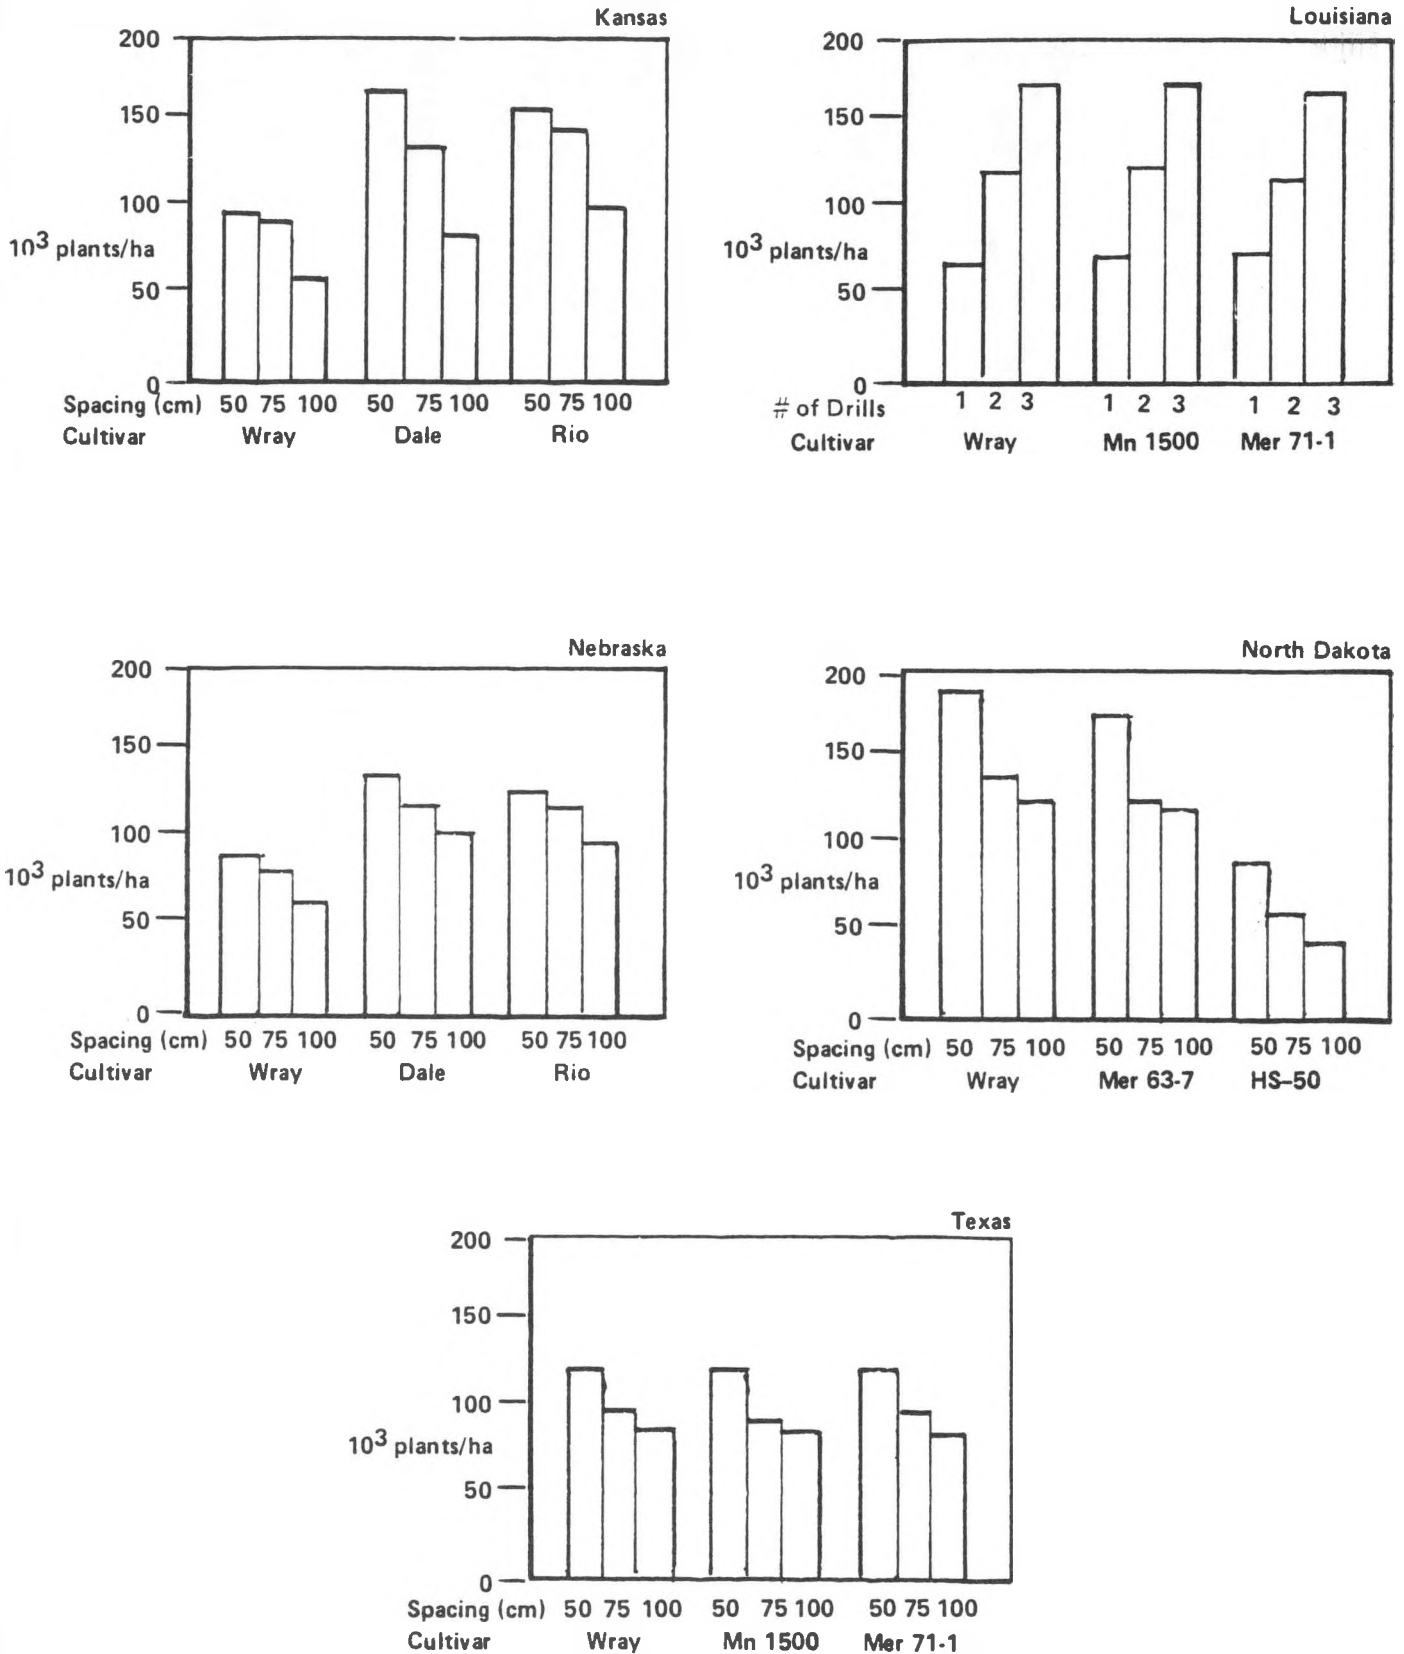 Kansas
200
150
100
10³ plants/ha
50
0
Spacing (cm) 50 75 100 50 75 100 50 75 100
Cultivar Wray Dale Rio
Louisiana
200
150
100
10³ plants/ha
50
0
# of Drills 1 2 3 1 2 3 1 2 3
Cultivar Wray Mn 1500 Mer 71-1
Nebraska
200
150
100
10³ plants/ha
50
0
Spacing (cm) 50 75 100 50 75 100 50 75 100
Cultivar Wray Dale Rio
North Dakota
200
150
100
10³ plants/ha
50
0
Spacing (cm) 50 75 100 50 75 100 50 75 100
Cultivar Wray Mer 63-7 HS-50
Texas
200
150
100
10³ plants/ha
50
0
Spacing (cm) 50 75 100 50 75 100 50 75 100
Cultivar Wray Mn 1500 Mer 71-1